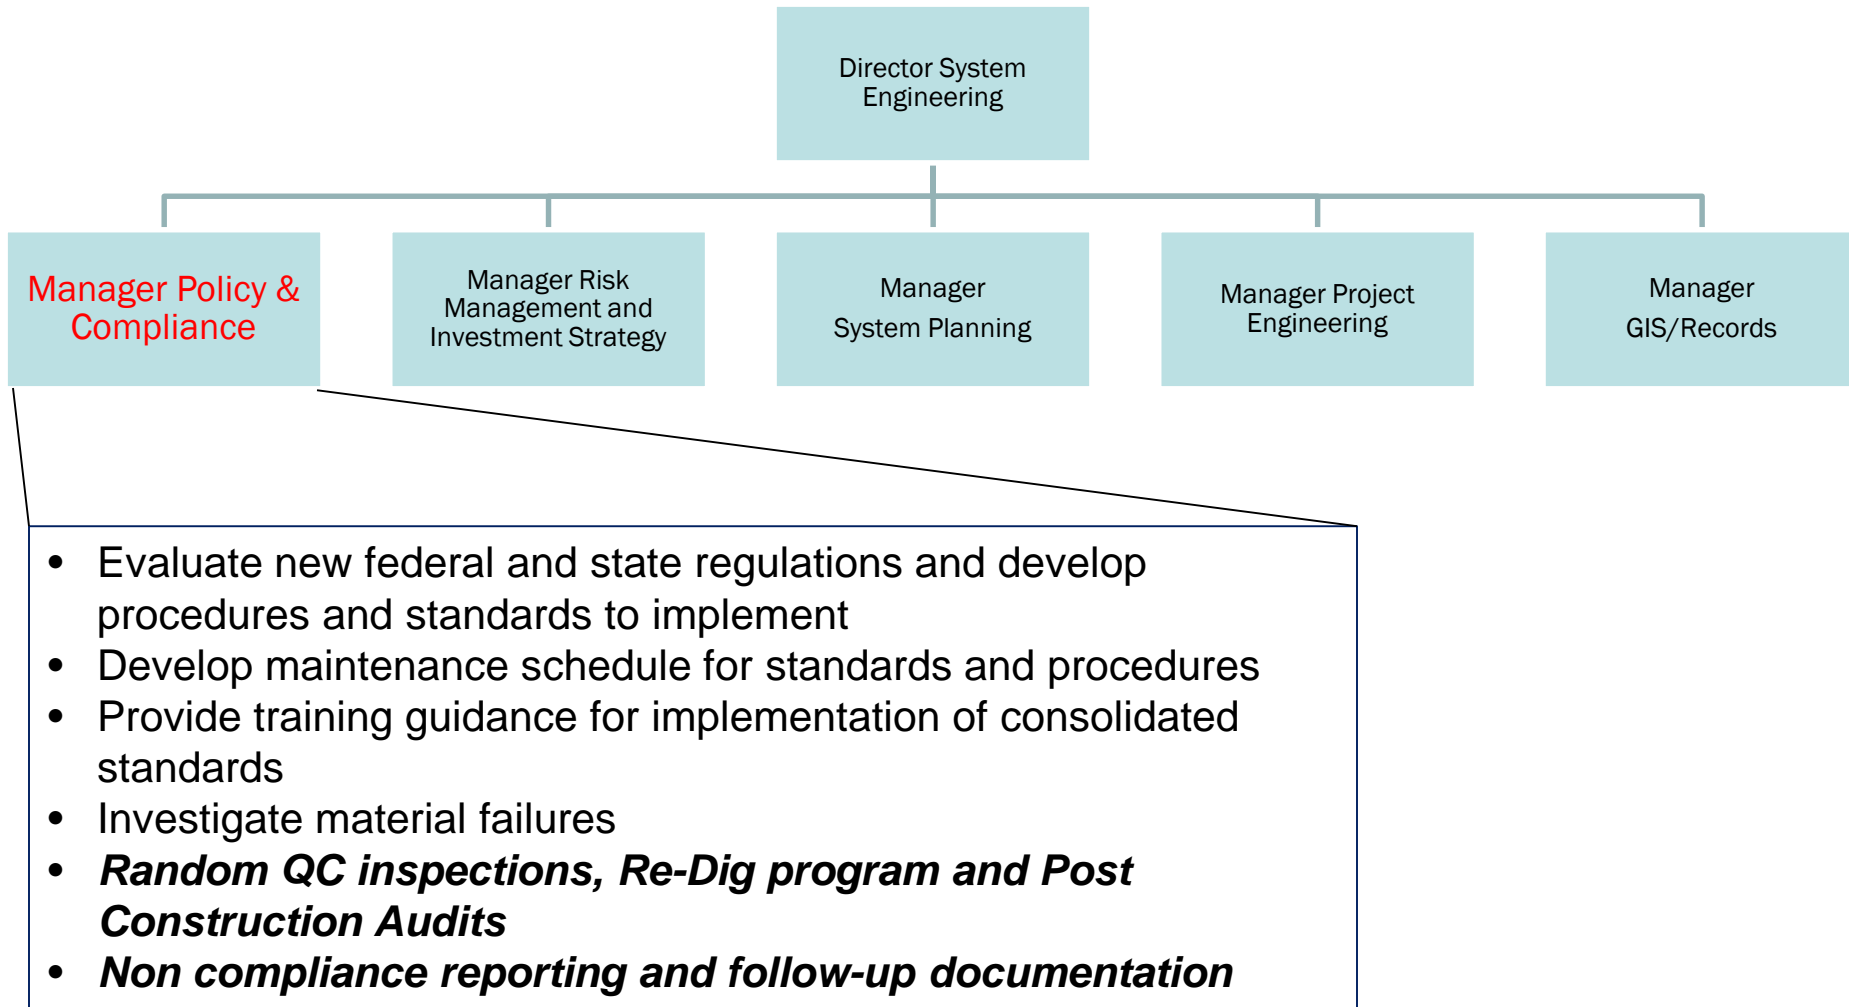 Director System
Engineering
Manager Policy &
Compliance
Manager Risk
Management and
Investment Strategy
Manager
System Planning
Manager Project
Engineering
Manager
GIS/Records
• Evaluate new federal and state regulations and develop
procedures and standards to implement
• Develop maintenance schedule for standards and procedures
• Provide training guidance for implementation of consolidated
standards
• Investigate material failures
• Random QC inspections, Re-Dig program and Post
Construction Audits
• Non compliance reporting and follow-up documentation